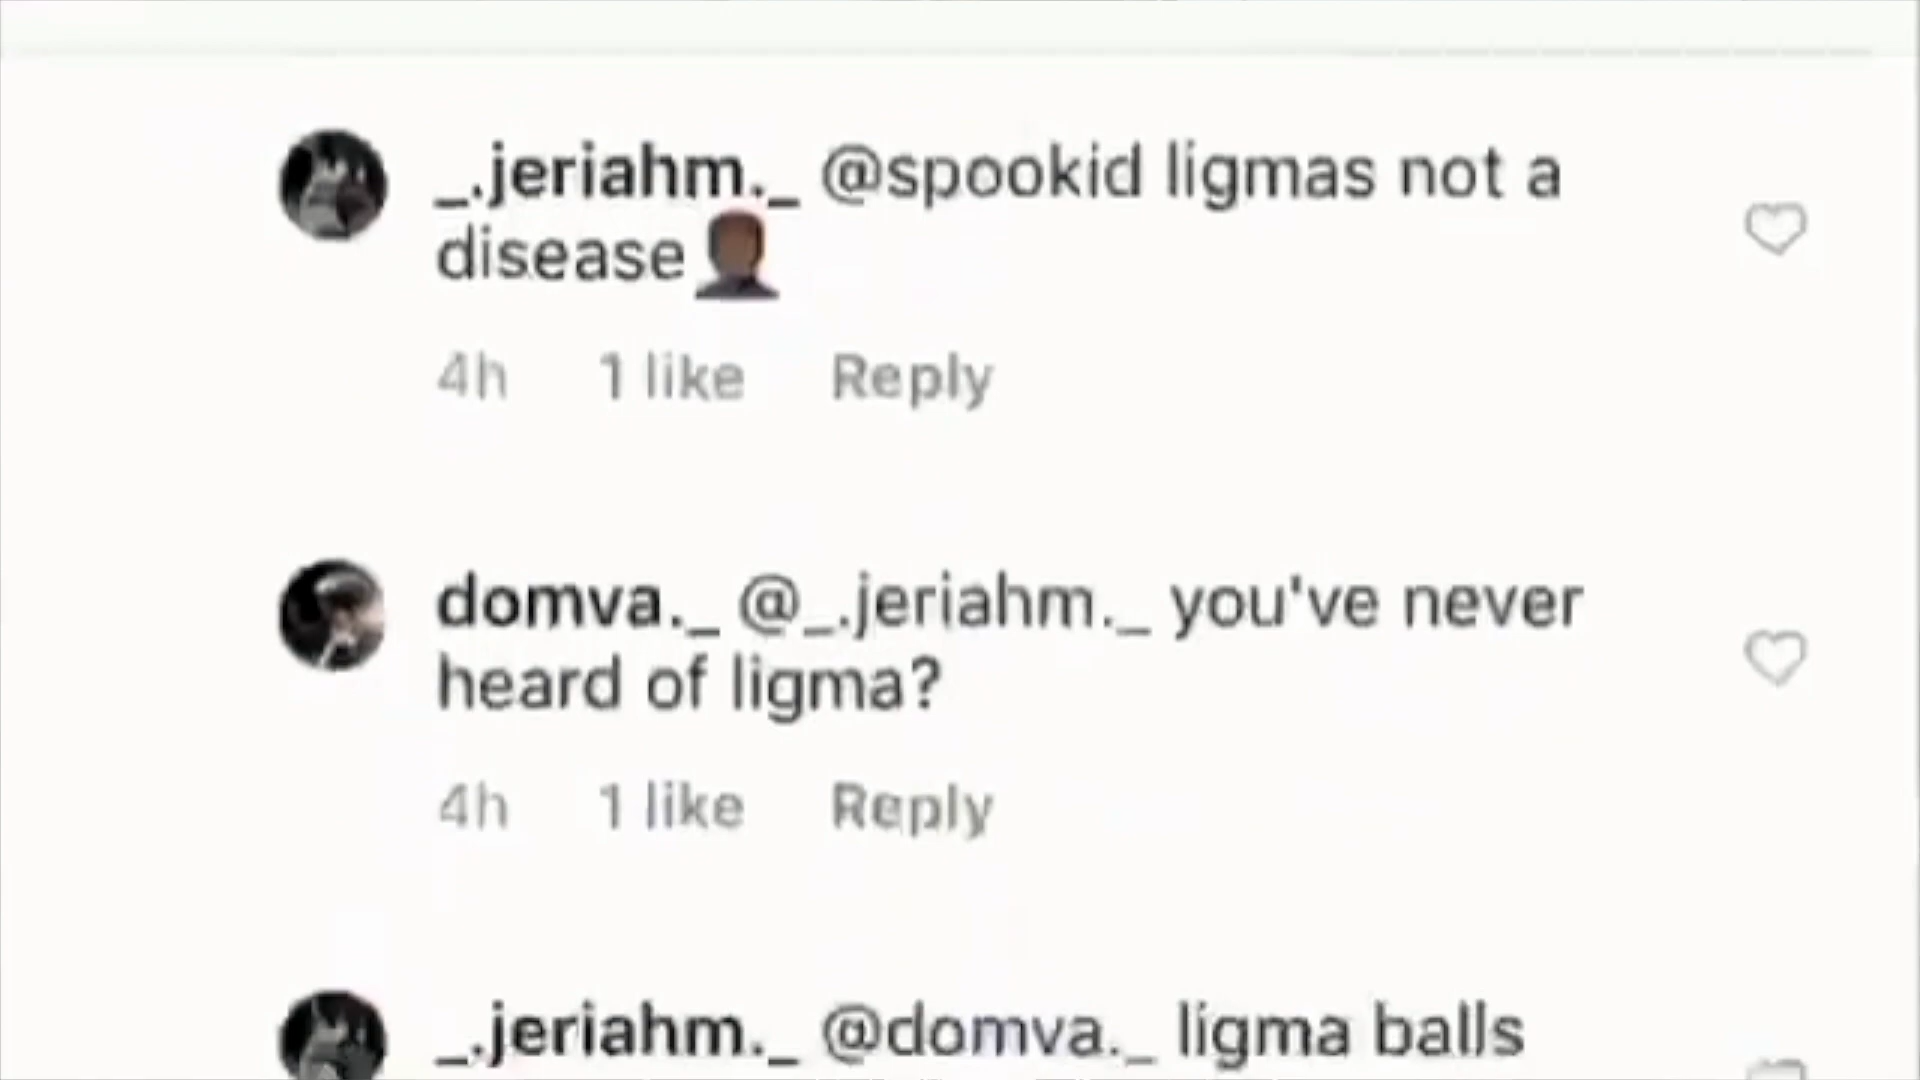 _.jeriahm._ @spookid ligmas not a
disease
4h 1 like Reply
domva._ @_.jeriahm._ you've never
heard of ligma?
4h 1 like Reply
_.jeriahm._ @domva._ ligma balls